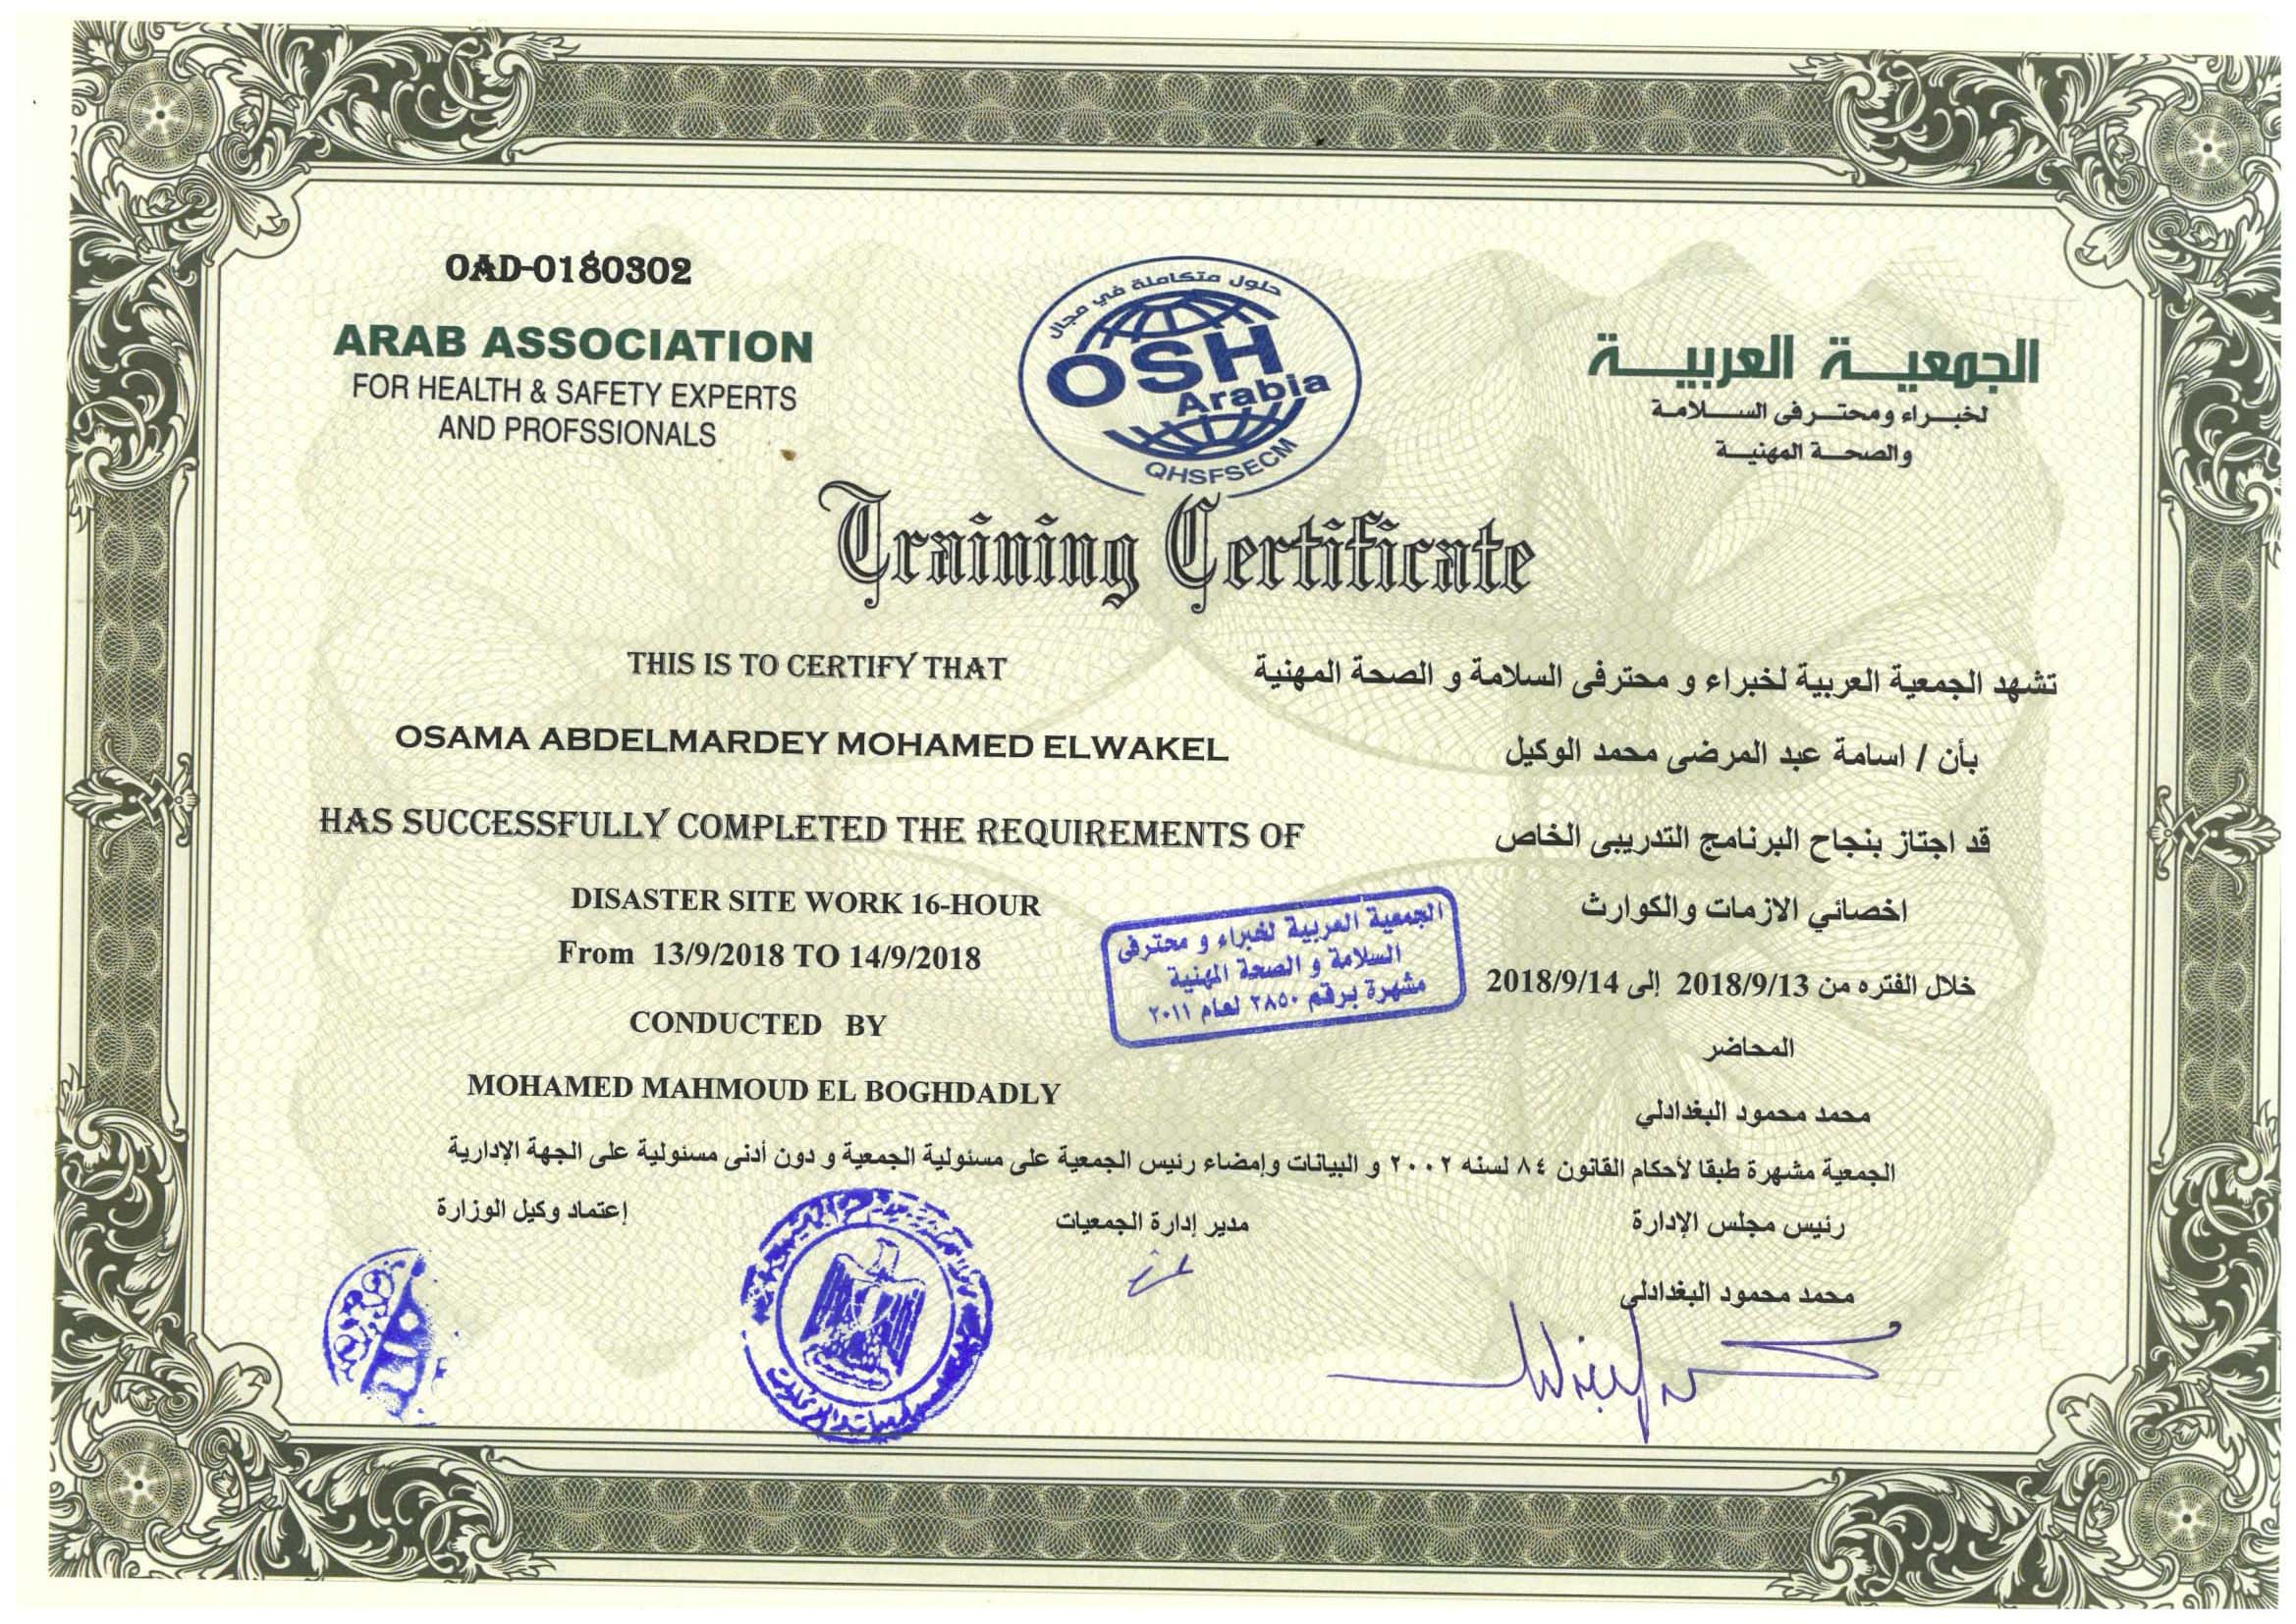 OAD-0180302
ARAB ASSOCIATION
FOR HEALTH & SAFETY EXPERTS
AND PROFSSIONALS
حلول متكاملة في مجال
OSH
Arabia
QHSFSECM
الجمعية العربية
لخبراء ومحترفى السلامة
والصحة المهنية
Training Certificate
THIS IS TO CERTIFY THAT
تشهد الجمعية العربية لخبراء و محترفى السلامة و الصحة المهنية
OSAMA ABDELMARDEY MOHAMED ELWAKEL
بأن / اسامة عبد المرضى محمد الوكيل
HAS SUCCESSFULLY COMPLETED THE REQUIREMENTS OF
قد اجتاز بنجاح البرنامج التدريبى الخاص
DISASTER SITE WORK 16-HOUR
اخصائي الازمات والكوارث
From 13/9/2018 TO 14/9/2018
خلال الفتره من 2018/9/13 إلى 2018/9/14
الجمعية العربية لخبراء و محترفى
السلامة و الصحة المهنية
مشهرة برقم ٢٨٥٠ لعام ٢٠١١
CONDUCTED BY
المحاضر
MOHAMED MAHMOUD EL BOGHDADLY
محمد محمود البغدادلي
الجمعية مشهرة طبقا لأحكام القانون ٨٤ لسنه ٢٠٠٢ و البيانات وإمضاء رئيس الجمعية على مسئولية الجمعية و دون أدنى مسئولية على الجهة الإدارية
رئيس مجلس الإدارة
مدير إدارة الجمعيات
إعتماد وكيل الوزارة
محمد محمود البغدادلي